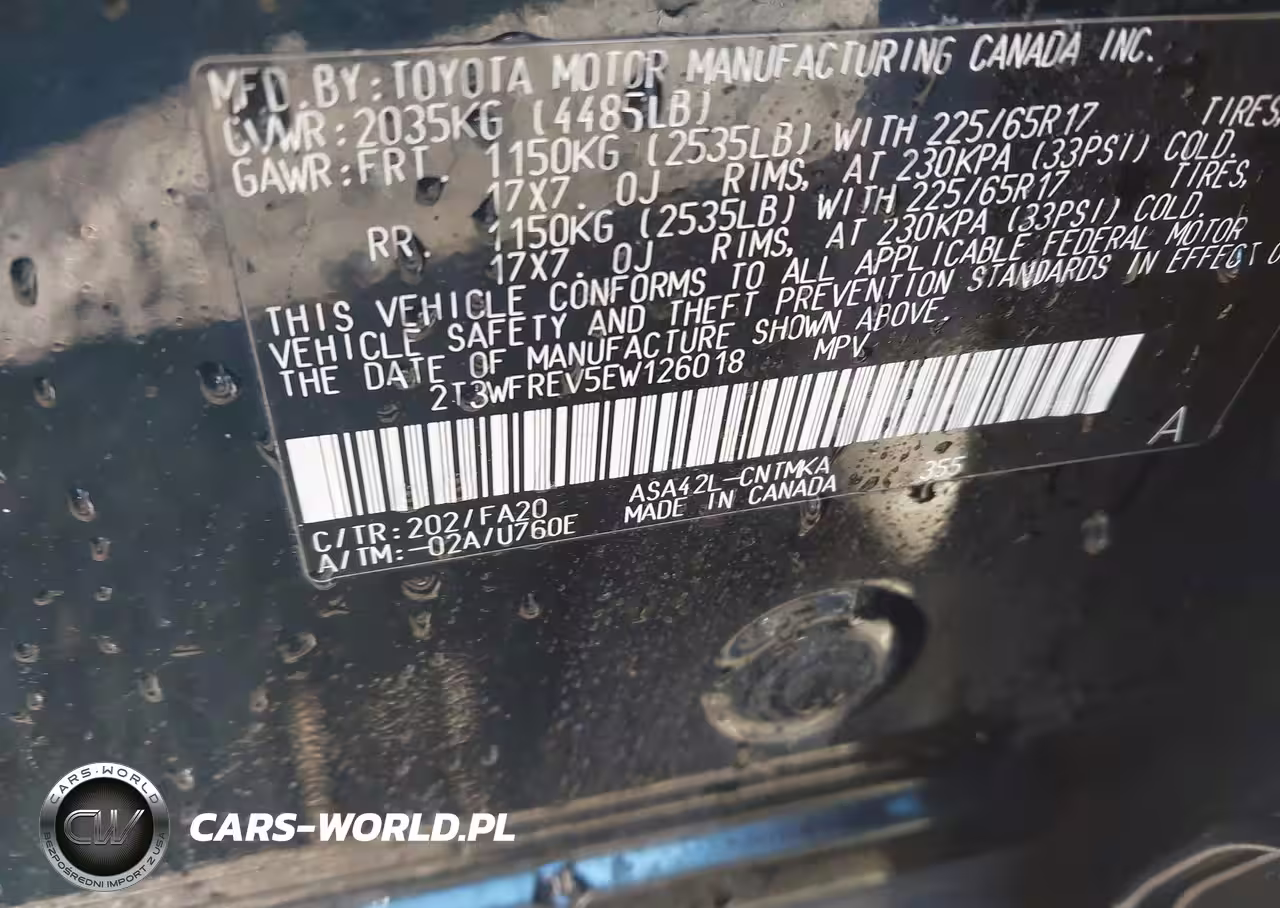 MFD.BY:TOYOTA MOTOR MANUFACTURING CANADA INC.
GVWR:2035KG (4485LB)
GAWR:FRT. 1150KG (2535LB) WITH 225/65R17 TIRES,
17X7.0J RIMS, AT 230KPA (33PSI) COLD.
RR. 1150KG (2535LB) WITH 225/65R17 TIRES,
17X7.0J RIMS, AT 230KPA (33PSI) COLD.
THIS VEHICLE CONFORMS TO ALL APPLICABLE FEDERAL MOTOR
VEHICLE SAFETY AND THEFT PREVENTION STANDARDS IN EFFECT O
THE DATE OF MANUFACTURE SHOWN ABOVE.
2T3WFREV5EW126018 MPV
A
C/TR:202/FA20 ASA42L-CNTMKA 355
A/TM:-02A/U760E MADE IN CANADA
CARS-WORLD
CW
BEZPOŚREDNI IMPORT Z USA
CARS-WORLD.PL